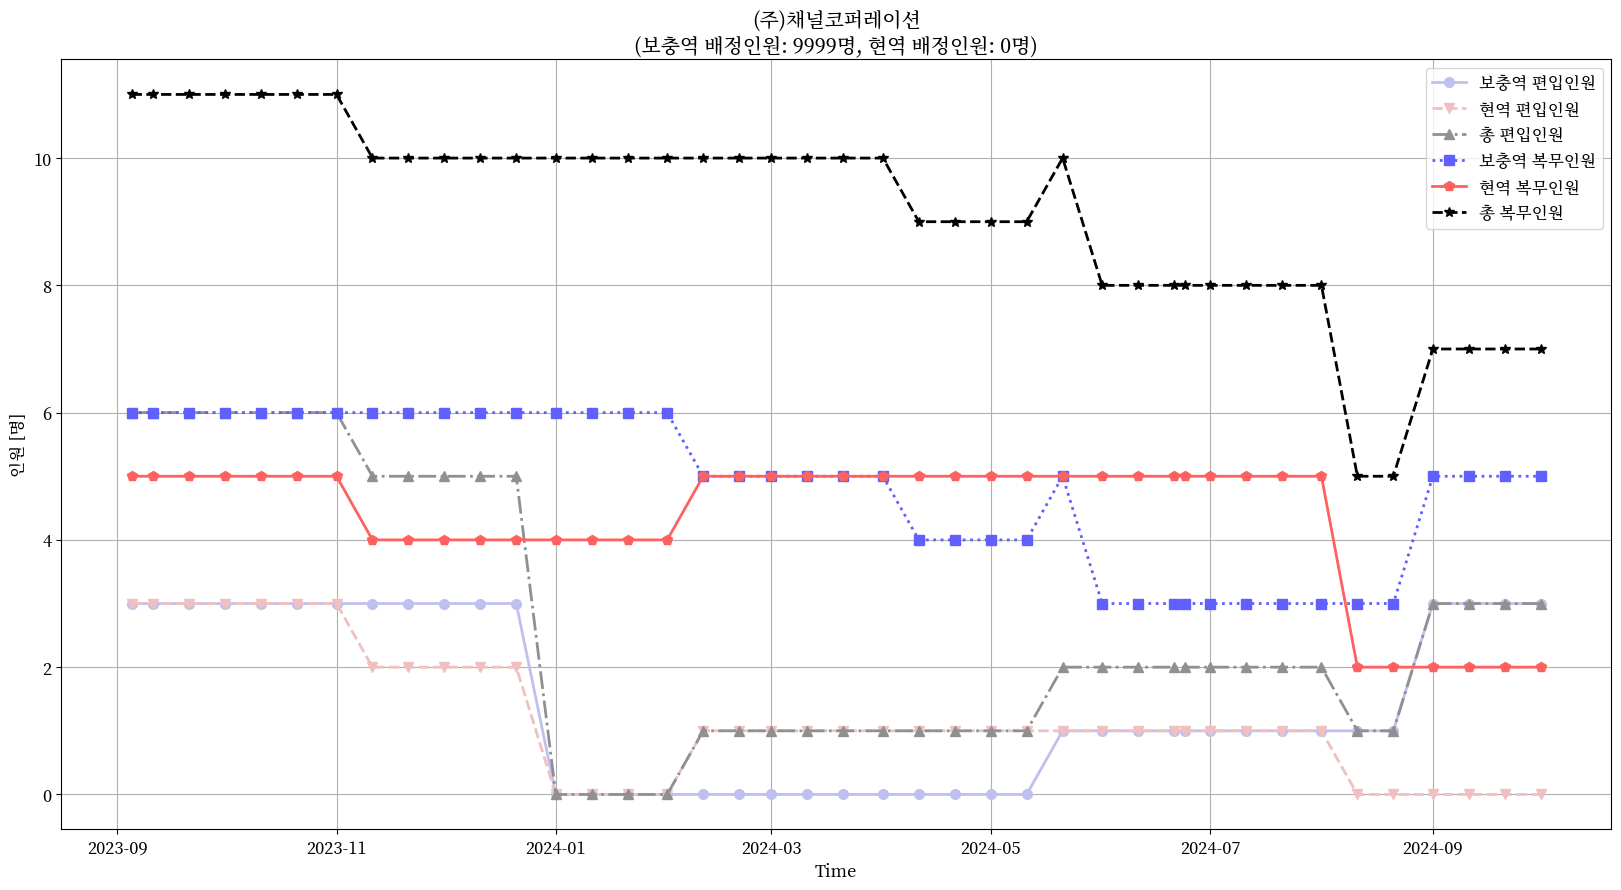 (주)채널코퍼레이션
(보충역 배정인원: 9999명, 현역 배정인원: 0명)
보충역 편입인원
현역 편입인원
총 편입인원
보충역 복무인원
현역 복무인원
총 복무인원
인원 [명]
10
8
6
4
2
0
2023-09
2023-11
2024-01
2024-03
2024-05
2024-07
2024-09
Time